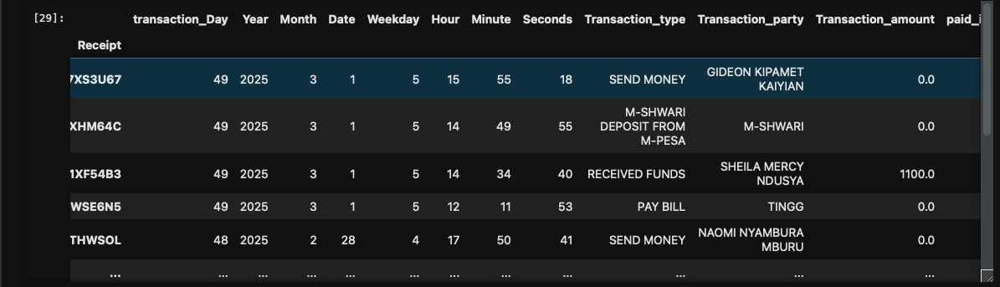 [29]:
transaction_Day Year Month Date Weekday Hour Minute Seconds Transaction_type Transaction_party Transaction_amount paid_i
Receipt
7XS3U67 49 2025 3 1 5 15 55 18 SEND MONEY GIDEON KIPAMET KAIYIAN 0.0
XHM64C 49 2025 3 1 5 14 49 55 M-SHWARI DEPOSIT FROM M-PESA M-SHWARI 0.0
1XF54B3 49 2025 3 1 5 14 34 40 RECEIVED FUNDS SHEILA MERCY NDUSYA 1100.0
WSE6N5 49 2025 3 1 5 12 11 53 PAY BILL TINGG 0.0
THWSOL 48 2025 2 28 4 17 50 41 SEND MONEY NAOMI NYAMBURA MBURU 0.0
... ... ... ... ... ... ... ... ... ... ... ...